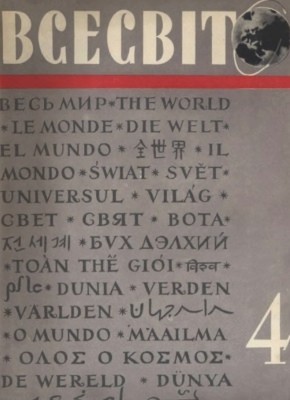 ВСЕСВІТ
ВЕСЬ МИР * THE WORLD
* LE MONDE * DIE WELT *
EL MUNDO * 全世界 * IL
MONDO * ŚWIAT * SVĚT *
UNIVERSUL * VILÁG *
СВЕТ * СВЯТ * BOTA *
전세계 * БҮХ ДЭЛХИЙ
* TOÀN THẾ GIỚI * विश्व *
عالم * DUNIA * VERDEN
* VÄRLDEN *
* O MUNDO * MAAILMA
* ΟΛΟΣ Ο ΚΟΣΜΟΣ *
DE WERELD * DÜNYA
4